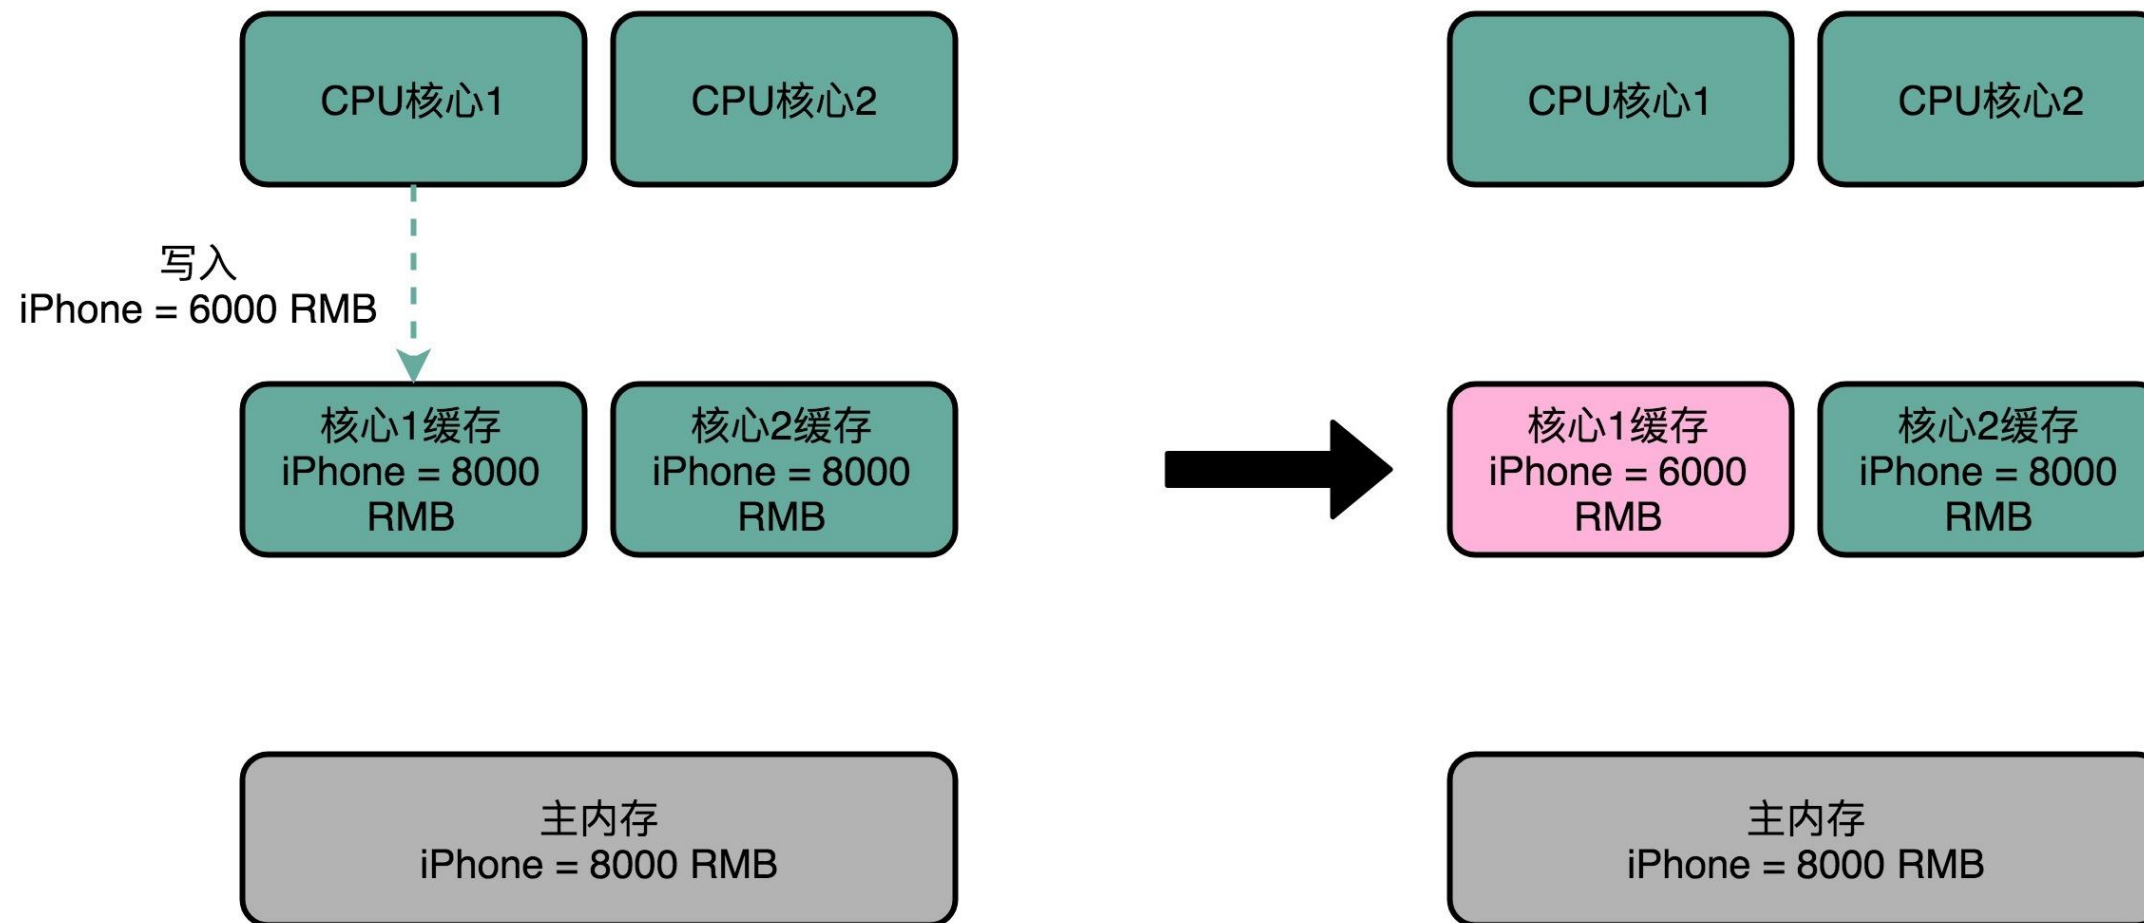 CPU核心1
CPU核心2
写入
iPhone = 6000 RMB
核心1缓存
iPhone = 8000
RMB
核心2缓存
iPhone = 8000
RMB
主内存
iPhone = 8000 RMB
CPU核心1
CPU核心2
核心1缓存
iPhone = 6000
RMB
核心2缓存
iPhone = 8000
RMB
主内存
iPhone = 8000 RMB